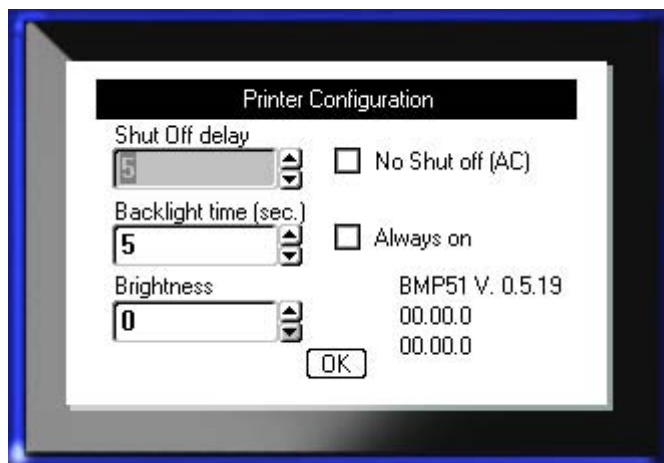 Printer Configuration
Shut Off delay
5
No Shut off (AC)
Backlight time (sec.)
5
Always on
Brightness
0
BMP51 V. 0.5.19
00.00.0
00.00.0
OK